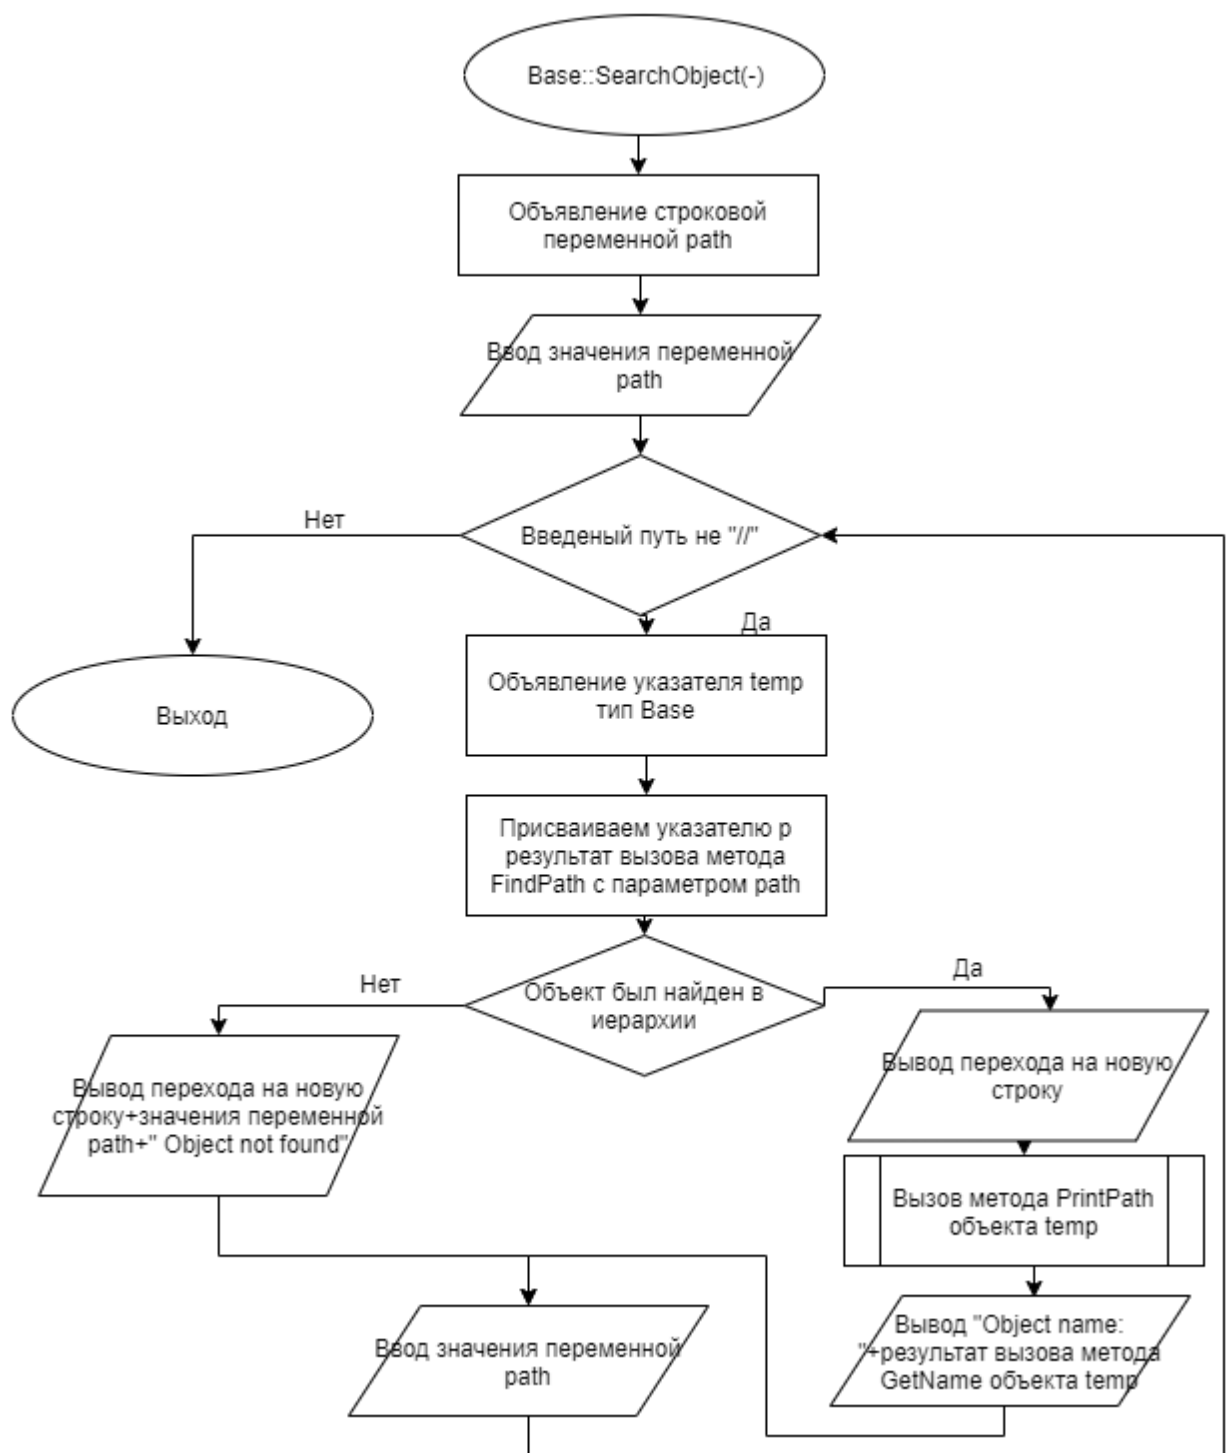 Base::SearchObject(-)
Объявление строковой
переменной path
Ввод значения переменной
path
Нет
Введеный путь не "//"
Да
Выход
Объявление указателя temp
тип Base
Присваиваем указателю p
результат вызова метода
FindPath с параметром path
Нет
Объект был найден в
иерархии
Да
Вывод перехода на новую
строку+значения переменной
path+" Object not found"
Вывод перехода на новую
строку
Вызов метода PrintPath
объекта temp
Ввод значения переменной
path
Вывод "Object name:
"+результат вызова метода
GetName объекта temp